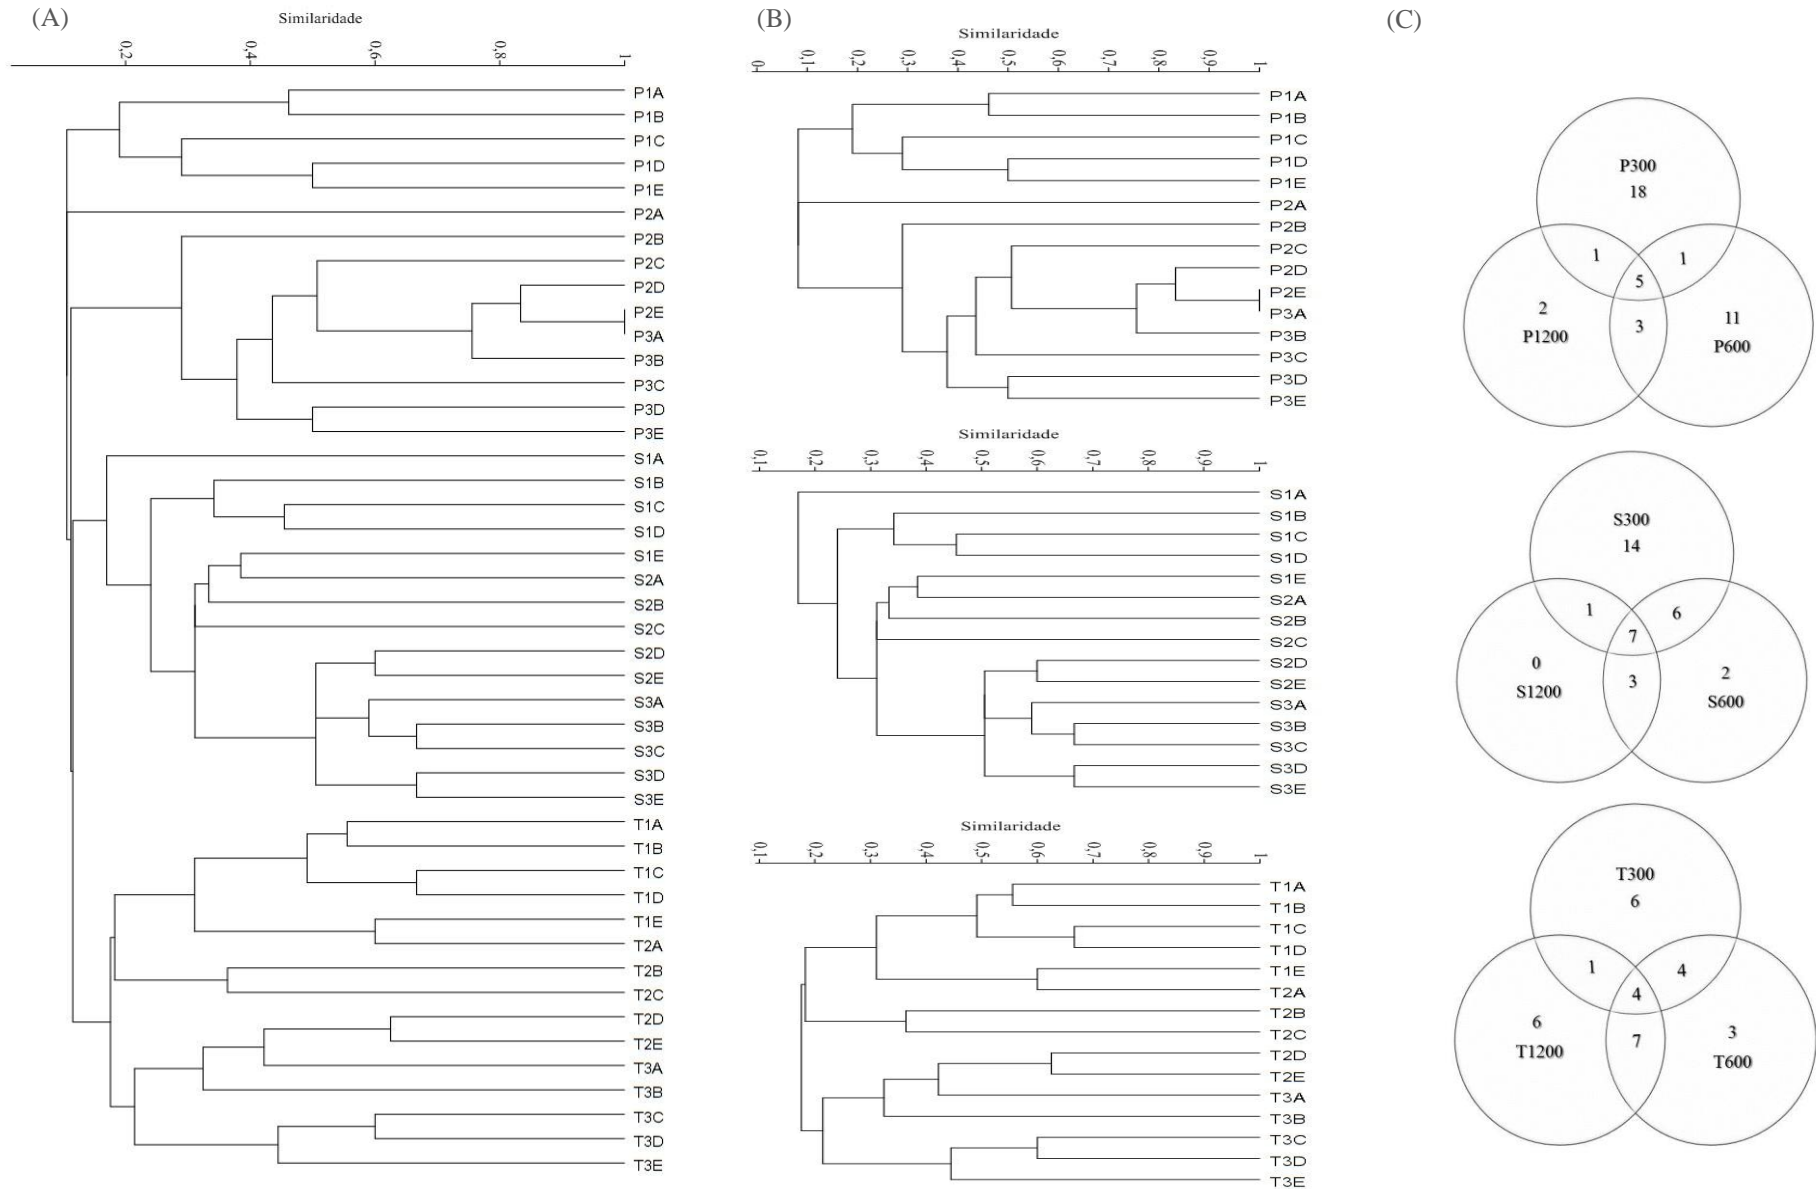 (A)
Similaridade
0,2
0,4
0,6
0,8
1
P1A
P1B
P1C
P1D
P1E
P2A
P2B
P2C
P2D
P2E
P3A
P3B
P3C
P3D
P3E
S1A
S1B
S1C
S1D
S1E
S2A
S2B
S2C
S2D
S2E
S3A
S3B
S3C
S3D
S3E
T1A
T1B
T1C
T1D
T1E
T2A
T2B
T2C
T2D
T2E
T3A
T3B
T3C
T3D
T3E
(B)
Similaridade
0
0,1
0,2
0,3
0,4
0,5
0,6
0,7
0,8
0,9
1
P1A
P1B
P1C
P1D
P1E
P2A
P2B
P2C
P2D
P2E
P3A
P3B
P3C
P3D
P3E
Similaridade
0,1
0,2
0,3
0,4
0,5
0,6
0,7
0,8
0,9
1
S1A
S1B
S1C
S1D
S1E
S2A
S2B
S2C
S2D
S2E
S3A
S3B
S3C
S3D
S3E
Similaridade
0,1
0,2
0,3
0,4
0,5
0,6
0,7
0,8
0,9
1
T1A
T1B
T1C
T1D
T1E
T2A
T2B
T2C
T2D
T2E
T3A
T3B
T3C
T3D
T3E
(C)
P300
18
1
1
5
2
P1200
3
11
P600
S300
14
1
6
7
0
S1200
3
2
S600
T300
6
1
4
4
6
T1200
7
3
T600